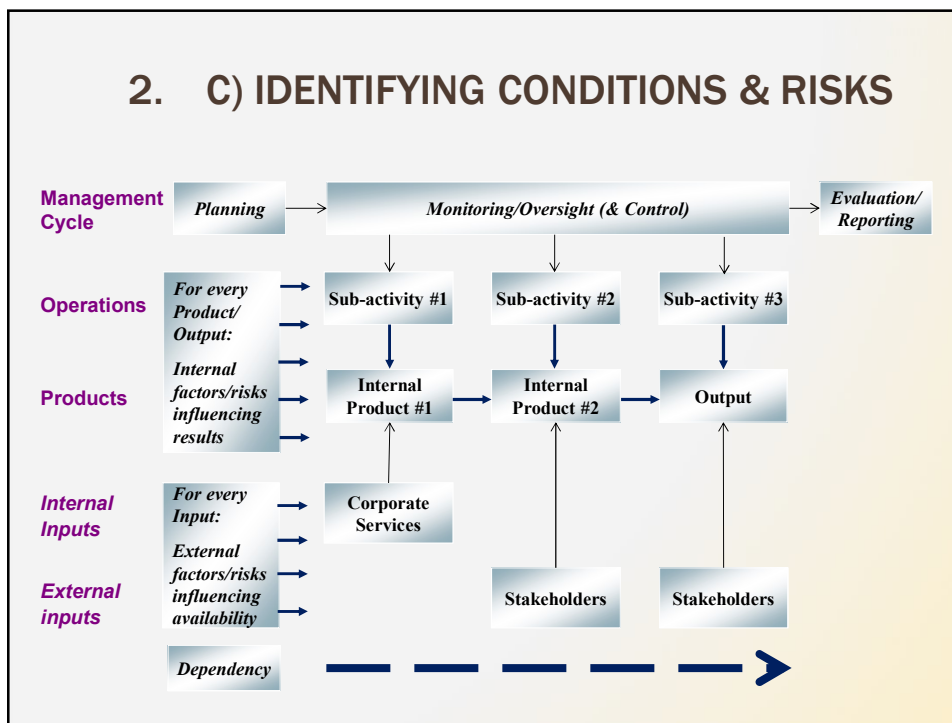 2. C) IDENTIFYING CONDITIONS & RISKS
Management
Cycle
Planning
Monitoring/Oversight (& Control)
Evaluation/
Reporting
Operations
For every
Product/
Output:
Internal
factors/risks
influencing
results
Sub-activity #1
Sub-activity #2
Sub-activity #3
Products
Internal
Product #1
Internal
Product #2
Output
Internal
Inputs
For every
Input:
External
factors/risks
influencing
availability
Corporate
Services
External
inputs
Stakeholders
Stakeholders
Dependency